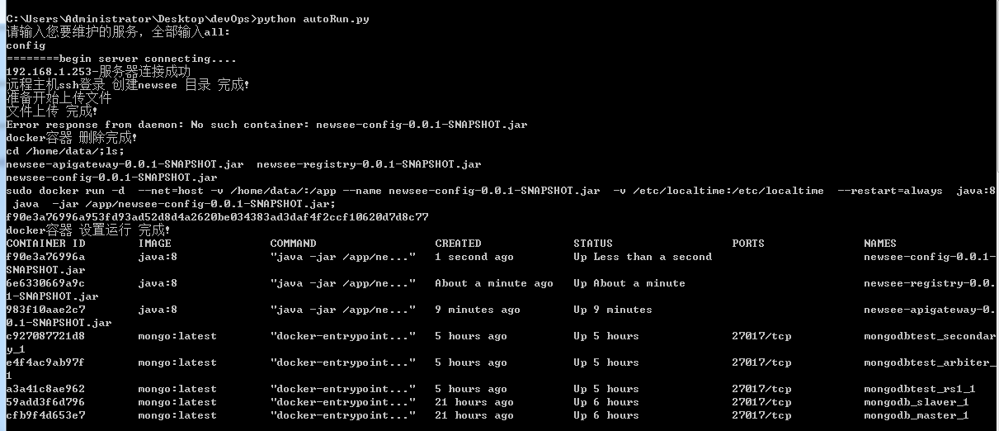 C:\Users\Administrator\Desktop\devOps>python autoRun.py
请输入您要维护的服务，全部输入all:
config
========begin server connecting....
192.168.1.253-服务器连接成功
远程主机ssh登录 创建newsee 目录 完成!
准备开始上传文件
文件上传 完成!
Error response from daemon: No such container: newsee-config-0.0.1-SNAPSHOT.jar
docker容器 删除完成!
cd /home/data/;ls;
newsee-apigateway-0.0.1-SNAPSHOT.jar  newsee-registry-0.0.1-SNAPSHOT.jar
newsee-config-0.0.1-SNAPSHOT.jar
sudo docker run -d  --net=host -v /home/data/:/app --name newsee-config-0.0.1-SNAPSHOT.jar  -v /etc/localtime:/etc/localtime  --restart=always  java:8
 java  -jar /app/newsee-config-0.0.1-SNAPSHOT.jar;
f90e3a76996a953fd93ad52d8d4a2620be034383ad3daf4f2ccf10620d7d8c77
docker容器 设置运行 完成!
CONTAINER ID        IMAGE               COMMAND                  CREATED              STATUS                  PORTS               NAMES
f90e3a76996a        java:8              "java -jar /app/ne..."   1 second ago         Up Less than a second                       newsee-config-0.0.1-
SNAPSHOT.jar
6e6330669a9c        java:8              "java -jar /app/ne..."   About a minute ago   Up About a minute                           newsee-registry-0.0.
1-SNAPSHOT.jar
983f10aae2c7        java:8              "java -jar /app/ne..."   9 minutes ago        Up 9 minutes                                newsee-apigateway-0.
0.1-SNAPSHOT.jar
c927087721d8        mongo:latest        "docker-entrypoint..."   5 hours ago          Up 5 hours              27017/tcp           mongodbtest_secondar
y_1
e4f4ac9ab97f        mongo:latest        "docker-entrypoint..."   5 hours ago          Up 5 hours              27017/tcp           mongodbtest_arbiter_
1
a3a41c8ae962        mongo:latest        "docker-entrypoint..."   5 hours ago          Up 5 hours              27017/tcp           mongodbtest_rs1_1
59add3f6d796        mongo:latest        "docker-entrypoint..."   21 hours ago         Up 6 hours              27017/tcp           mongodb_slaver_1
cfb9f4d653e7        mongo:latest        "docker-entrypoint..."   21 hours ago         Up 6 hours              27017/tcp           mongodb_master_1